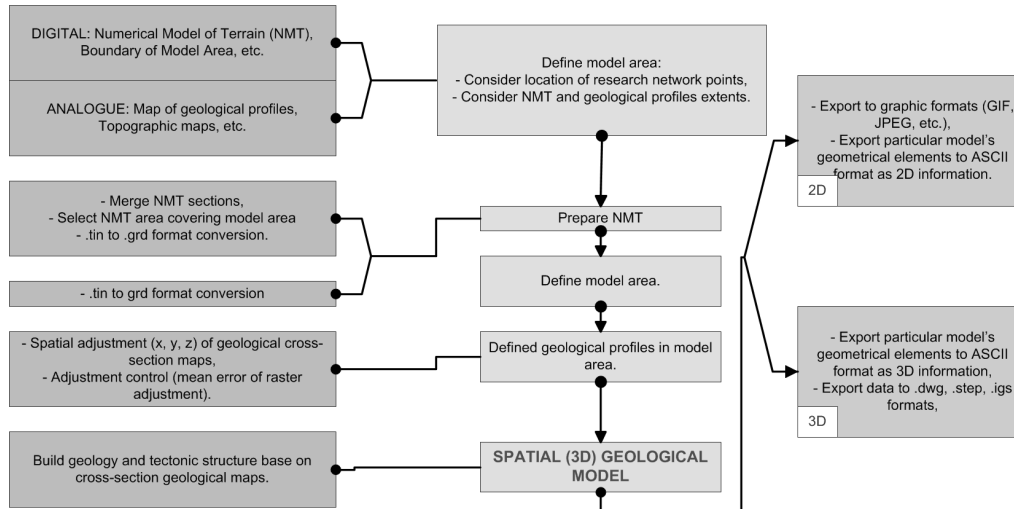 DIGITAL: Numerical Model of Terrain (NMT),
Boundary of Model Area, etc.
ANALOGUE: Map of geological profiles,
Topographic maps, etc.
Define model area:
- Consider location of research network points,
- Consider NMT and geological profiles extents.
- Merge NMT sections,
- Select NMT area covering model area
- .tin to .grd format conversion.
- .tin to grd format conversion
Prepare NMT
Define model area.
- Spatial adjustment (x, y, z) of geological cross-
section maps,
- Adjustment control (mean error of raster
adjustment).
Defined geological profiles in model
area.
Build geology and tectonic structure base on
cross-section geological maps.
SPATIAL (3D) GEOLOGICAL
MODEL
- Export to graphic formats (GIF,
JPEG, etc.),
- Export particular model's
geometrical elements to ASCII
format as 2D information.
2D
- Export particular model's
geometrical elements to ASCII
format as 3D information,
- Export data to .dwg, .step, .igs
formats,
3D